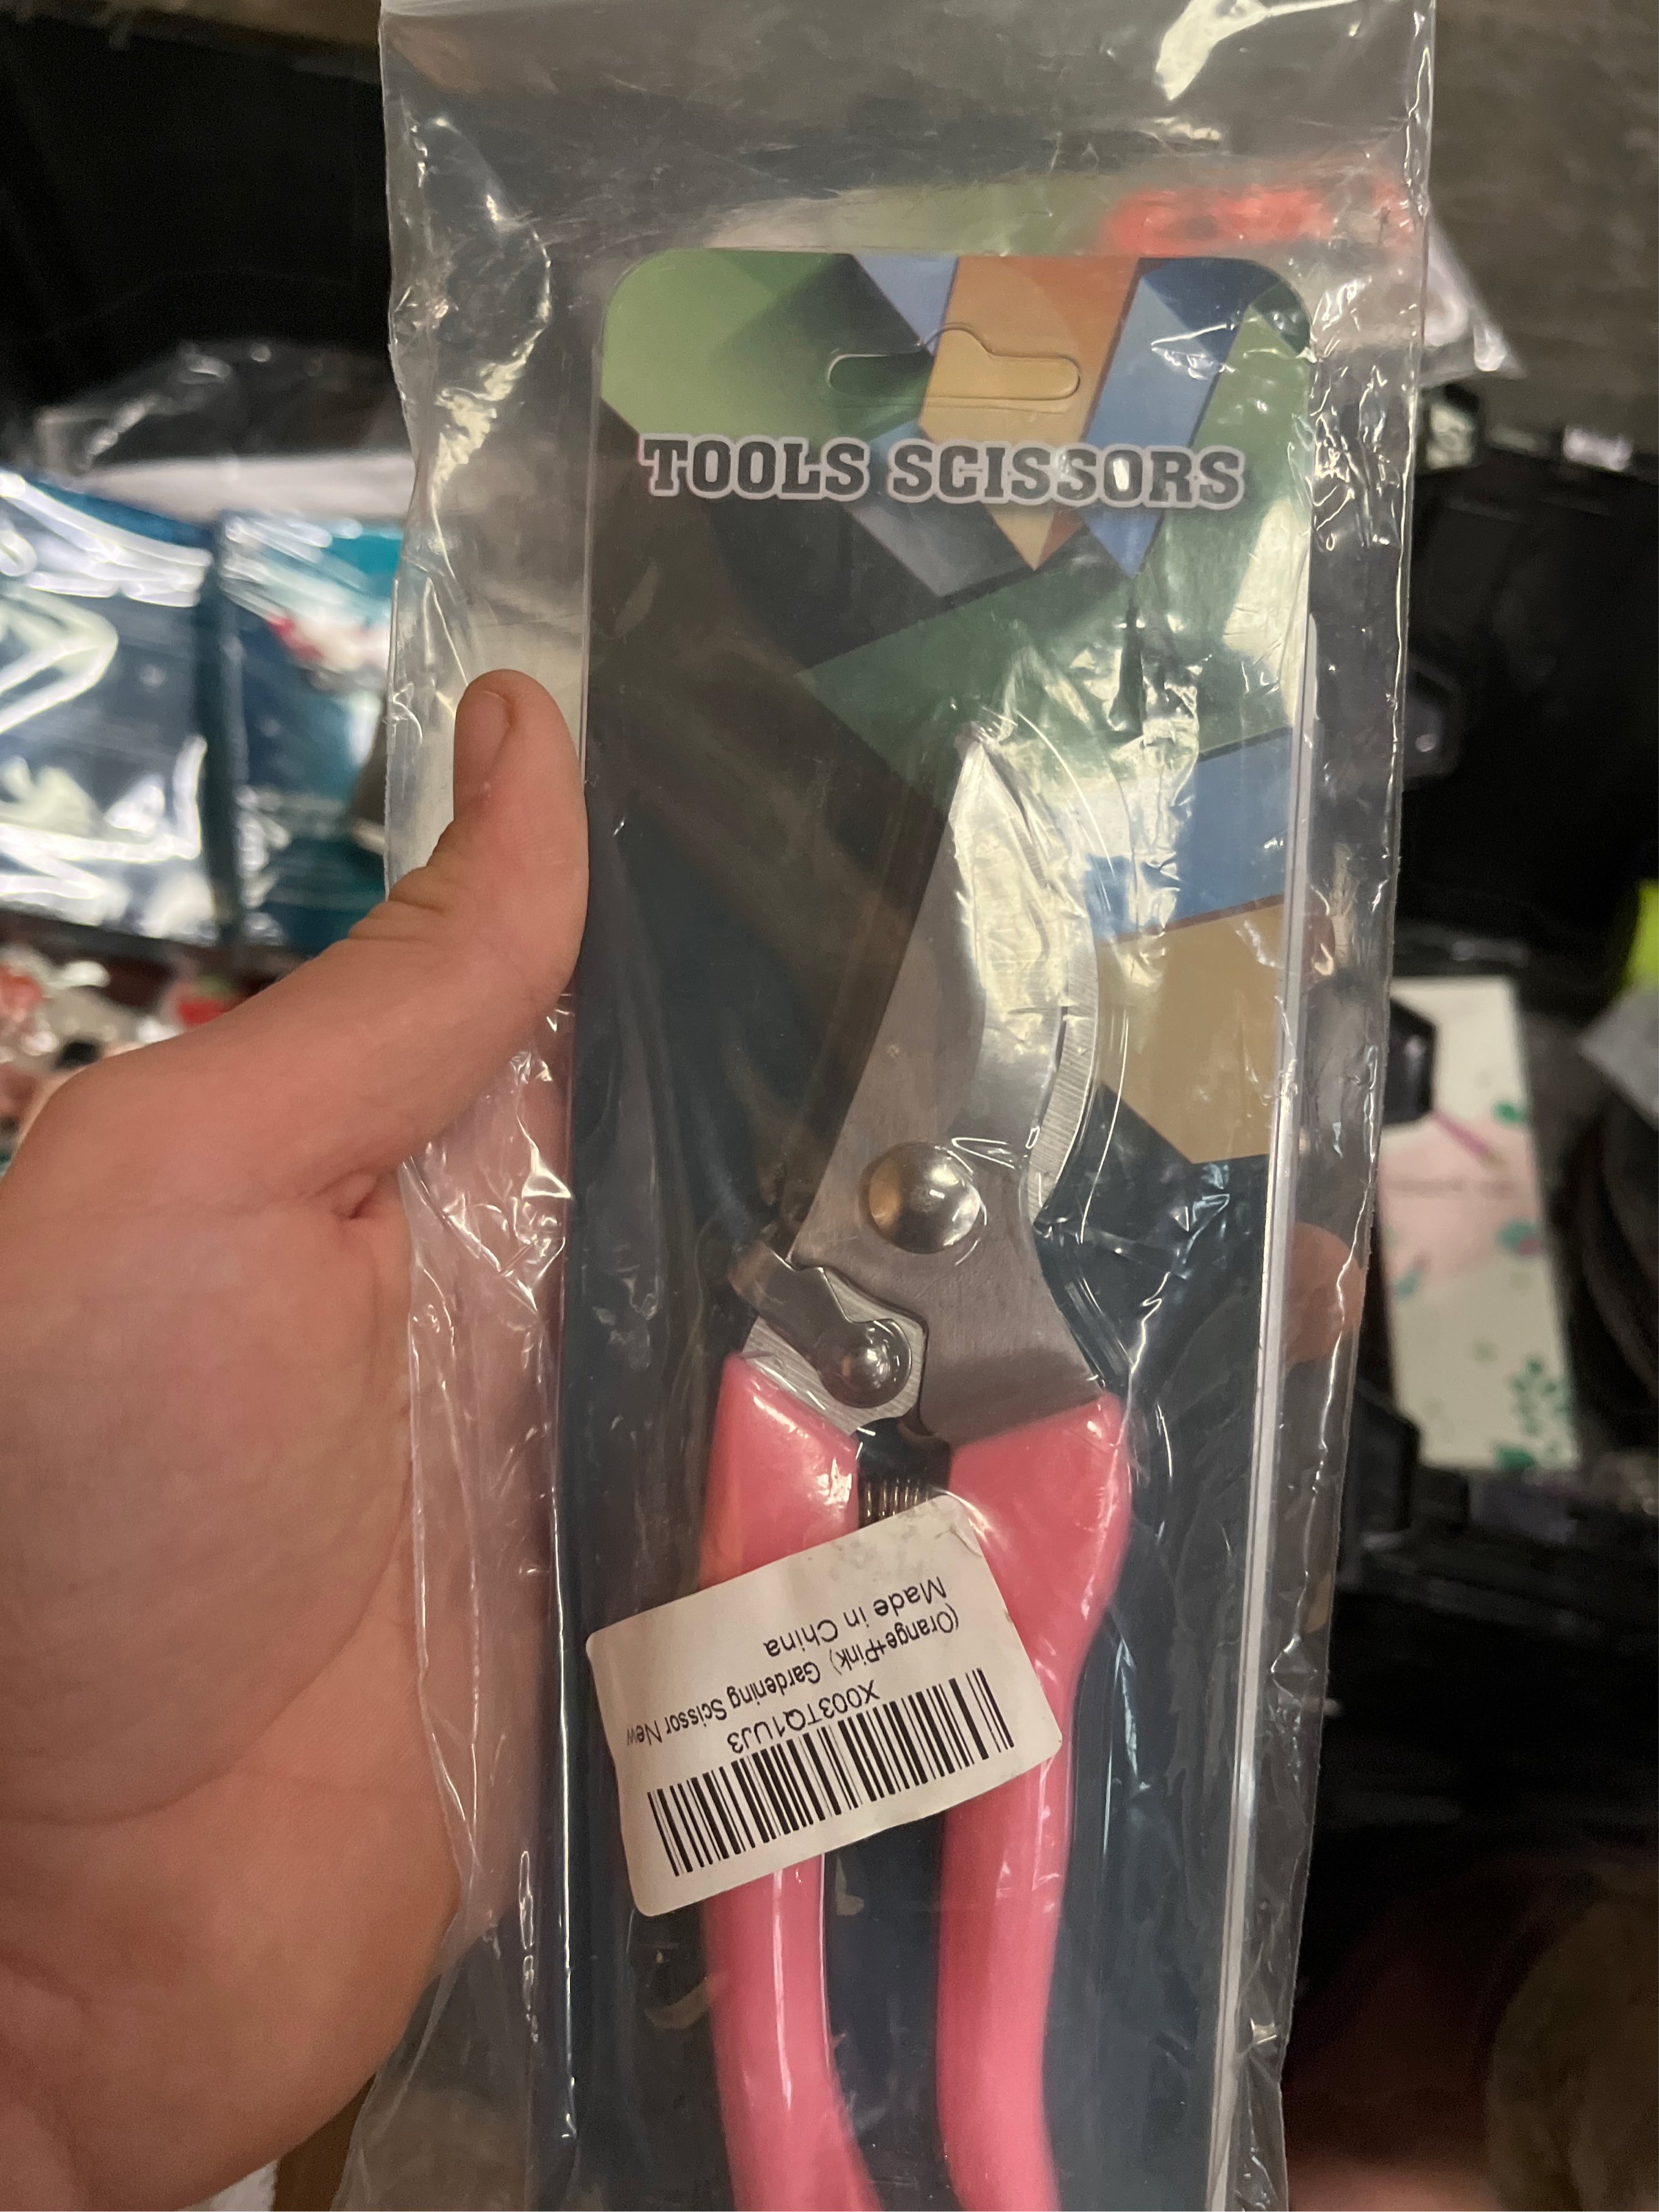 TOOLS SCISSORS
X003TQ1UJ3
(Orange+Pink) Gardening Scissor New
Made in China